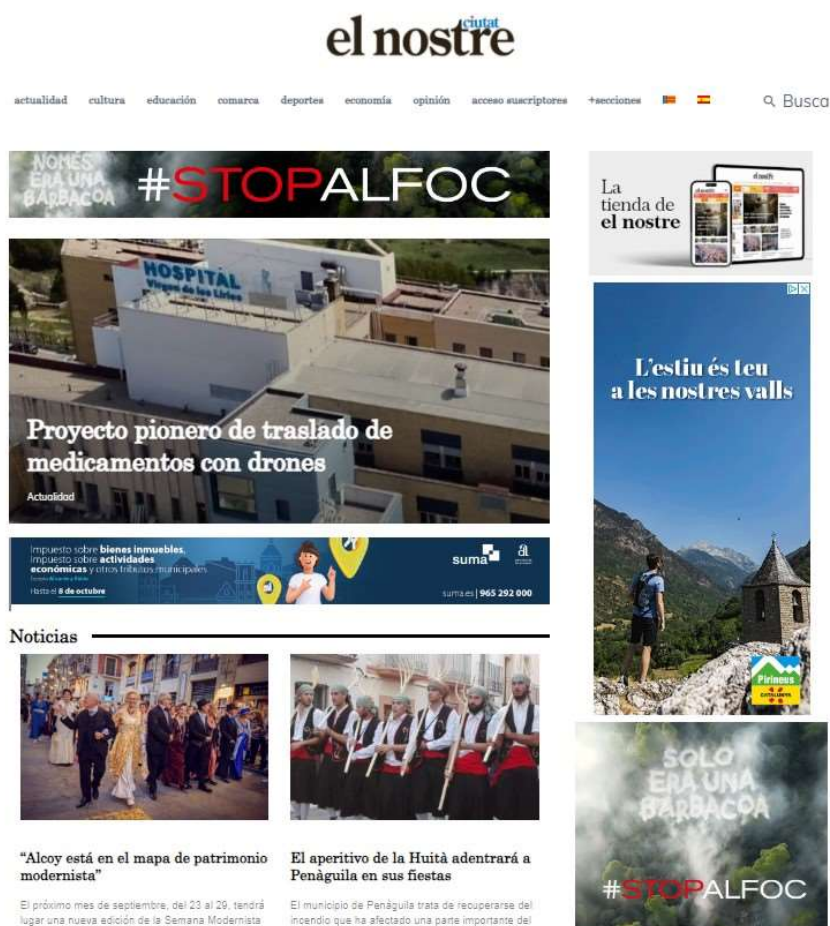 el nostre
ciutat
actualidad cultura educación comarca deportes economía opinión acceso suscriptores +secciones Busca
NOMÉS
ERA UNA
BARBACOA
#STOPALFOC
La
tienda de
el nostre
HOSPITAL
Virgen de los Lirios
Proyecto pionero de traslado de
medicamentos con drones
Actualidad
L'estiu és teu
a les nostres valls
Pirineus
CATALUNYA
Impuesto sobre bienes inmuebles,
Impuesto sobre actividades
económicas y otros tributos municipales
Hasta el 8 de octubre
suma
suma.es | 965 292 000
Noticias
"Alcoy está en el mapa de patrimonio
modernista"
El próximo mes de septiembre, del 23 al 29, tendrá
lugar una nueva edición de la Semana Modernista
El aperitivo de la Huità adentrará a
Penàguila en sus fiestas
El municipio de Penàguila trata de recuperarse del
incendio que ha afectado una parte importante del
SOLO
ERA UNA
BARBACOA
#STOPALFOC